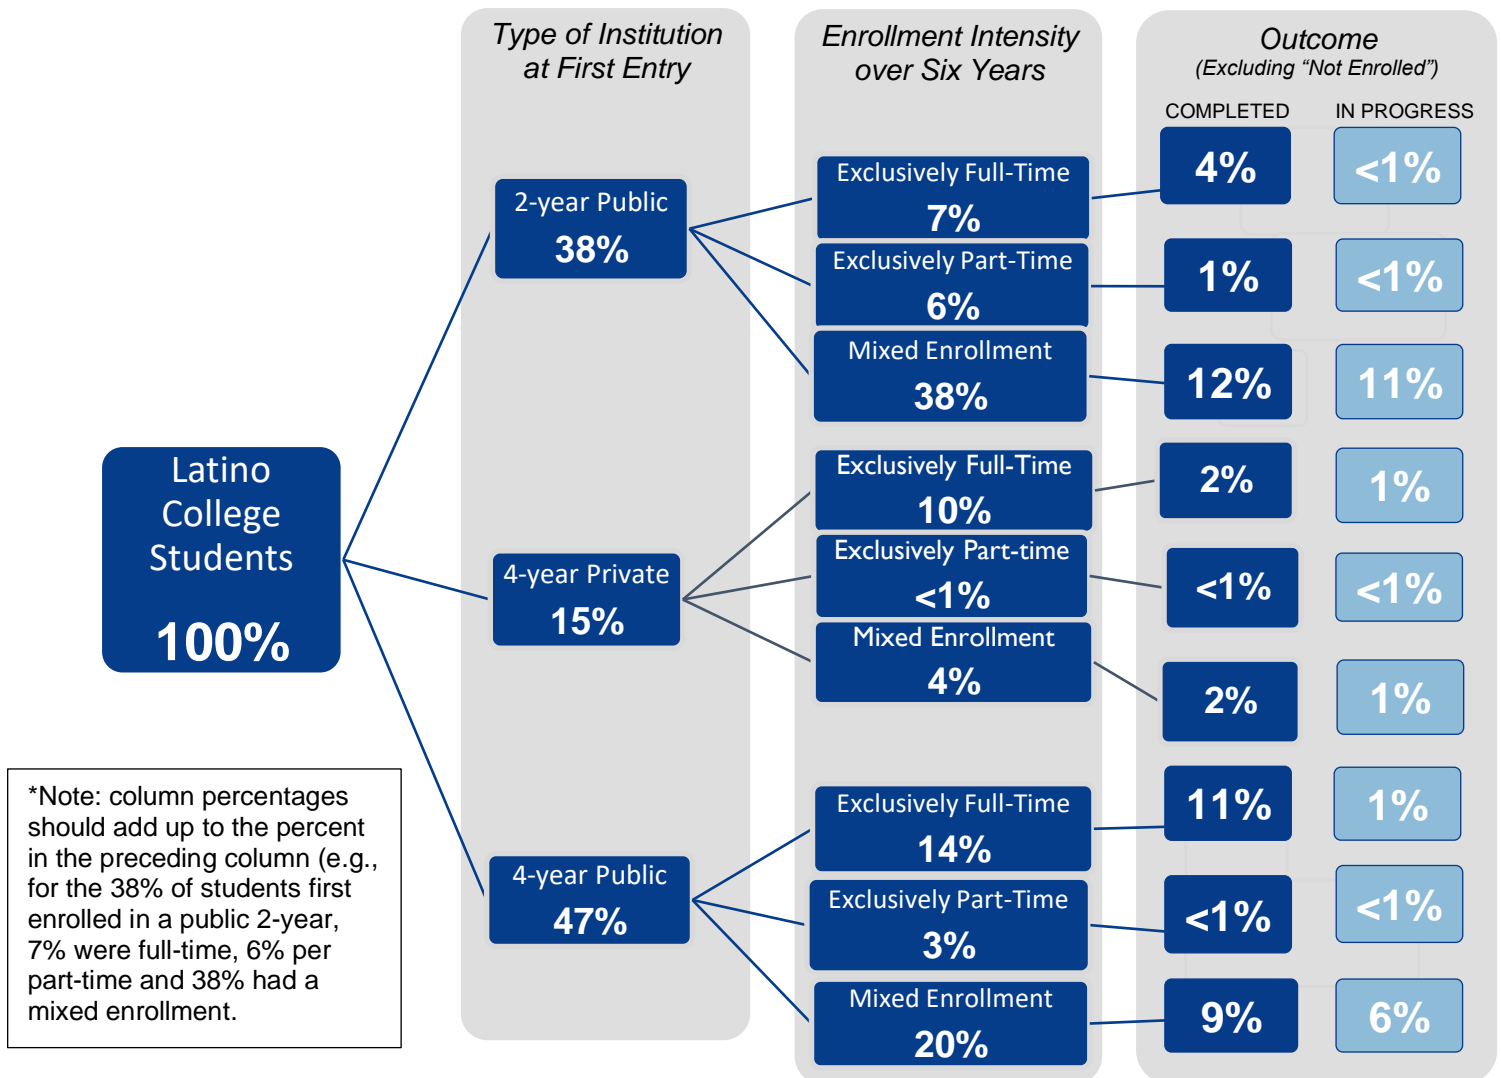 Type of Institution
at First Entry
Enrollment Intensity
over Six Years
Outcome
(Excluding “Not Enrolled”)
COMPLETED
IN PROGRESS
Latino
College
Students
100%
2-year Public
38%
Exclusively Full-Time
7%
4%
<1%
Exclusively Part-Time
6%
1%
<1%
Mixed Enrollment
38%
12%
11%
4-year Private
15%
Exclusively Full-Time
10%
2%
1%
Exclusively Part-time
<1%
<1%
<1%
Mixed Enrollment
4%
2%
1%
4-year Public
47%
Exclusively Full-Time
14%
11%
1%
Exclusively Part-Time
3%
<1%
<1%
Mixed Enrollment
20%
9%
6%
*Note: column percentages
should add up to the percent
in the preceding column (e.g.,
for the 38% of students first
enrolled in a public 2-year,
7% were full-time, 6% per
part-time and 38% had a
mixed enrollment.